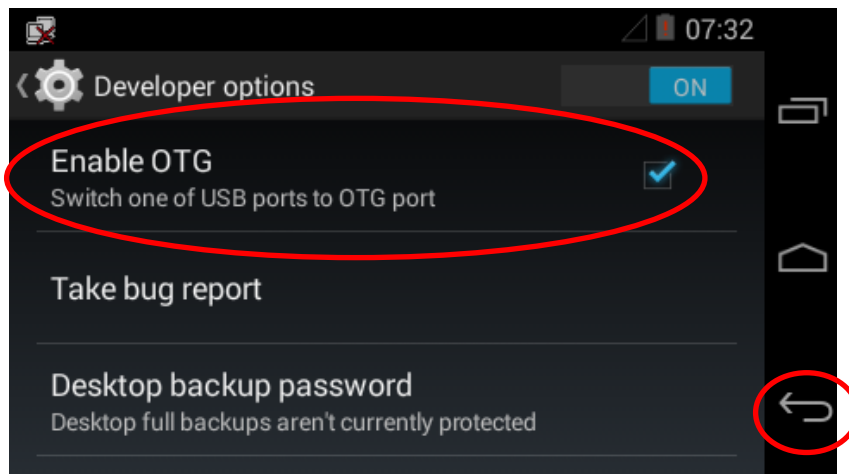 07:32
Developer options
ON
Enable OTG
Switch one of USB ports to OTG port
Take bug report
Desktop backup password
Desktop full backups aren't currently protected